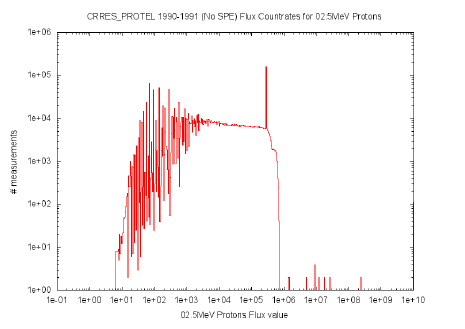 CRRES_PROTEL 1990-1991 (No SPE) Flux Countrates for 02.5MeV Protons
1e+06
1e+05
1e+04
1e+03
1e+02
1e+01
1e+00
# measurements
1e-01 1e+00 1e+01 1e+02 1e+03 1e+04 1e+05 1e+06 1e+07 1e+08 1e+09 1e+10
02.5MeV Protons Flux value